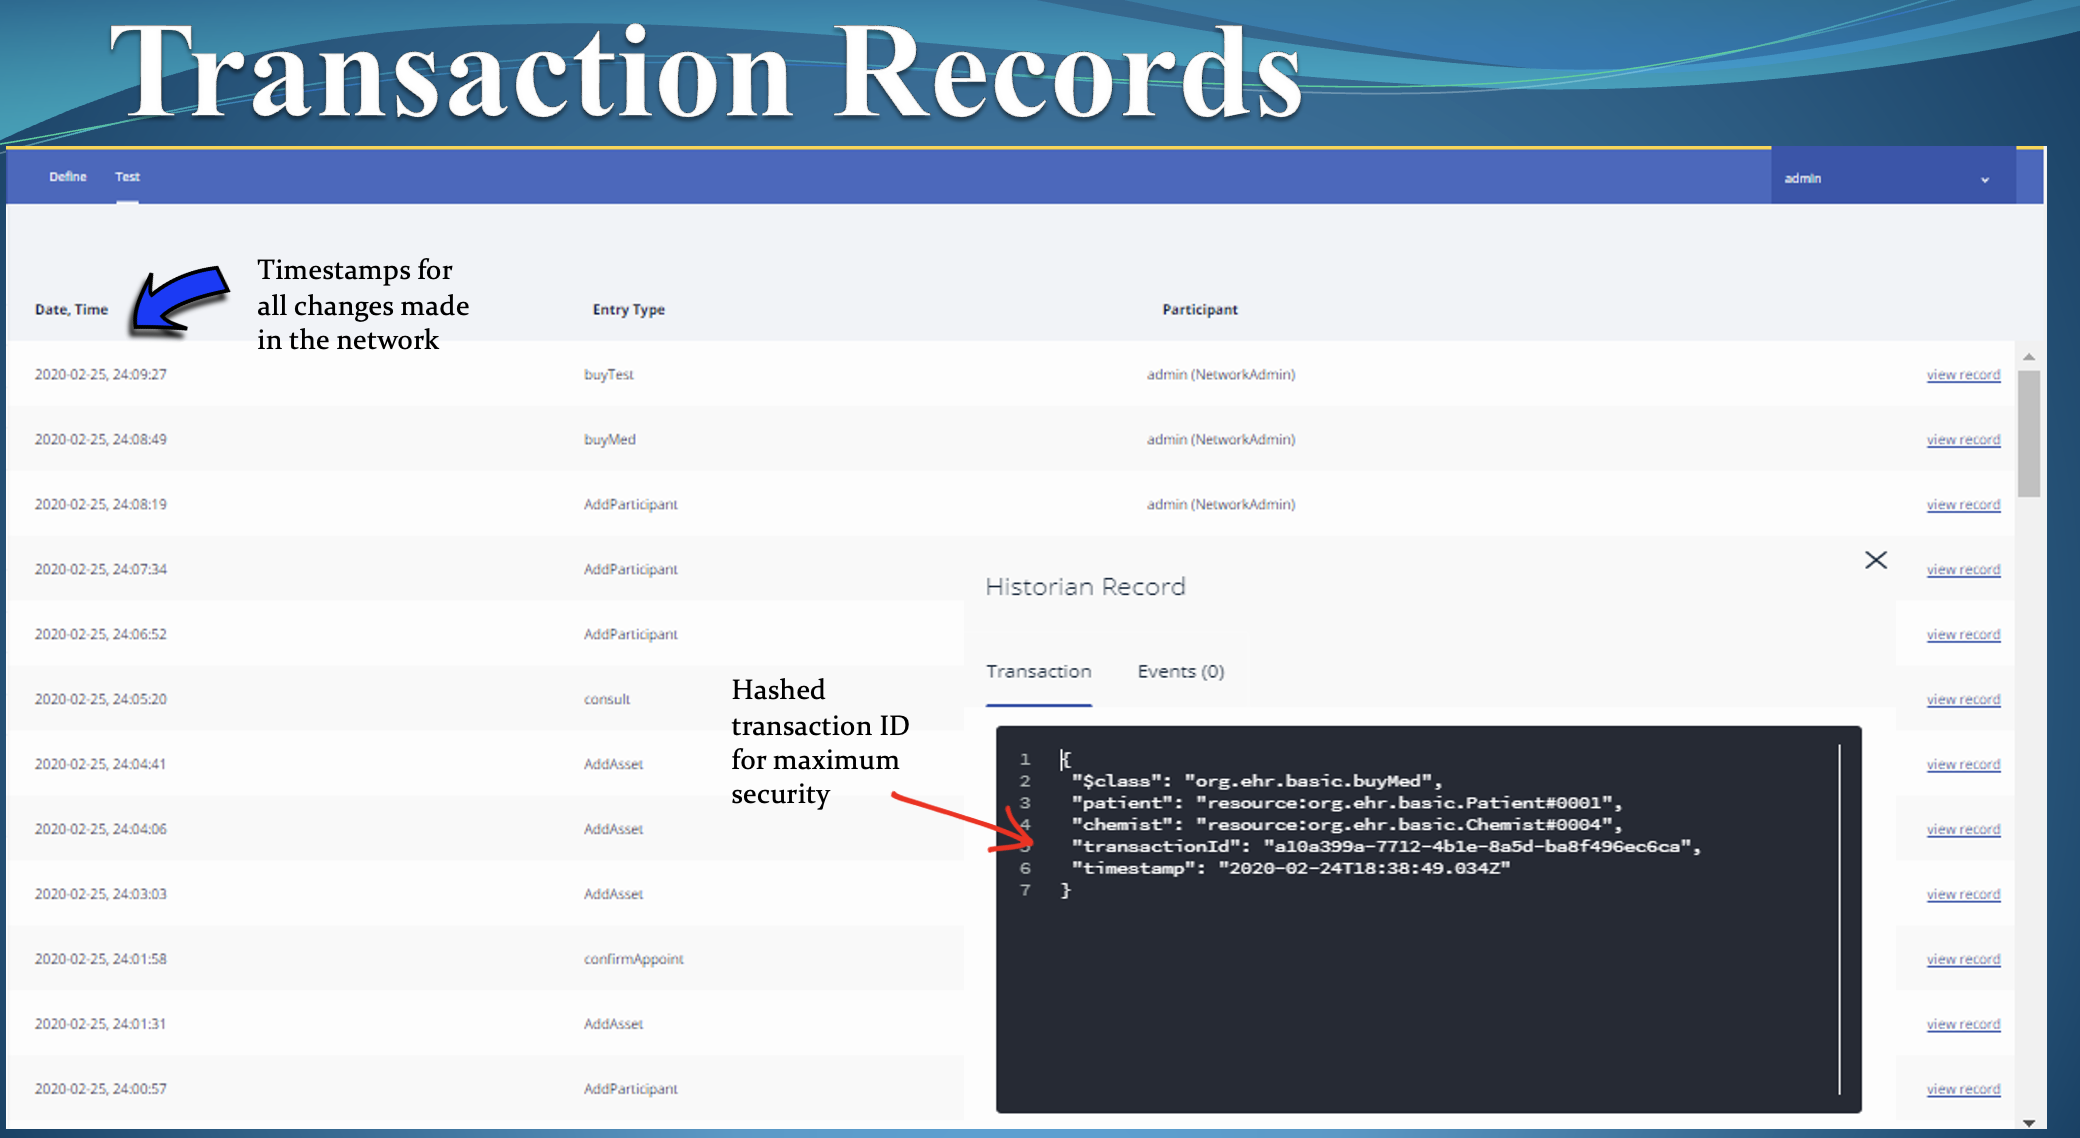 Transaction Records
Define Test admin
Timestamps for
all changes made
in the network
Date, Time Entry Type Participant
2020-02-25, 24:09:27 buyTest admin (NetworkAdmin) view record
2020-02-25, 24:08:49 buyMed admin (NetworkAdmin) view record
2020-02-25, 24:08:19 AddParticipant admin (NetworkAdmin) view record
2020-02-25, 24:07:34 AddParticipant view record
2020-02-25, 24:06:52 AddParticipant view record
2020-02-25, 24:05:20 consult view record
2020-02-25, 24:04:41 AddAsset view record
2020-02-25, 24:04:06 AddAsset view record
2020-02-25, 24:03:03 AddAsset view record
2020-02-25, 24:01:58 confirmAppoint view record
2020-02-25, 24:01:31 AddAsset view record
2020-02-25, 24:00:57 AddParticipant view record
Hashed
transaction ID
for maximum
security
Historian Record
Transaction Events (0)
1 {
2 "$class": "org.ehr.basic.buyMed",
3 "patient": "resource:org.ehr.basic.Patient#0001",
4 "chemist": "resource:org.ehr.basic.Chemist#0004",
5 "transactionId": "a10a399a-7712-4b1e-8a5d-ba8f496ec6ca",
6 "timestamp": "2020-02-24T18:38:49.034Z"
7 }